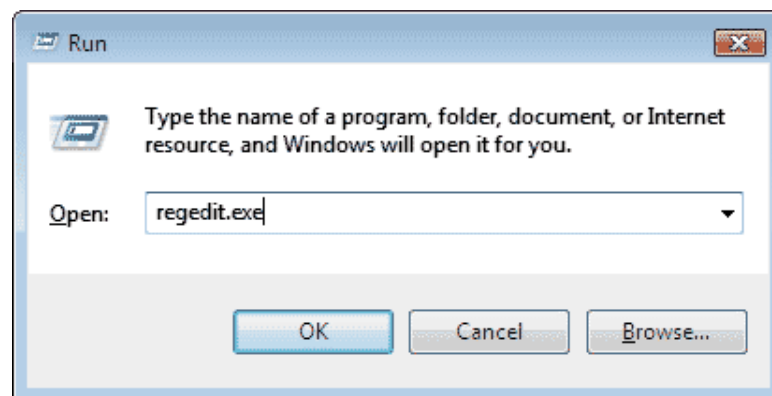 Run
Type the name of a program, folder, document, or Internet
resource, and Windows will open it for you.
Open: regedit.exe
OK Cancel Browse...